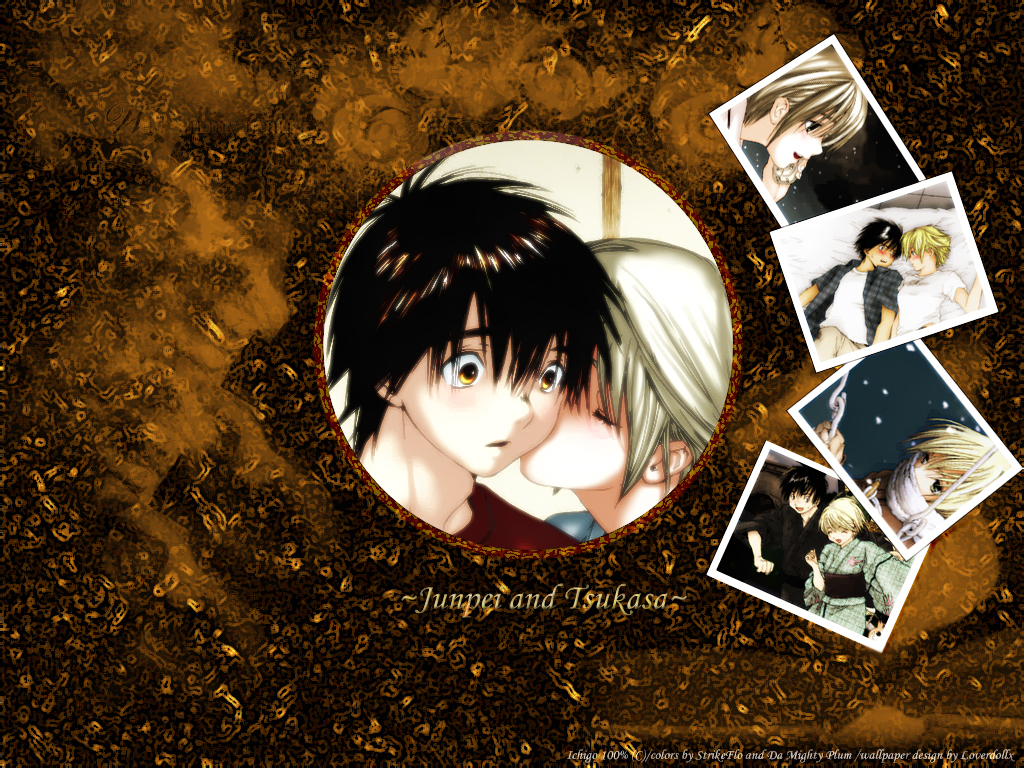 ~Junpei and Tsukasa~
Ichigo 100% (C)/colors by StrikeFlo and Da Mighty Plum /wallpaper design by Loverdollx